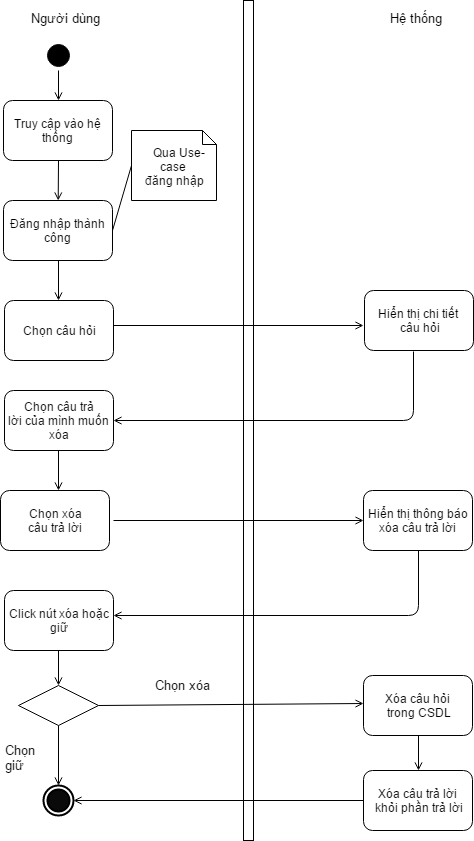 Người dùng
Hệ thống
Truy cập vào hệ
thống
Qua Use-
case
đăng nhập
Đăng nhập thành
công
Chọn câu hỏi
Hiển thị chi tiết
câu hỏi
Chọn câu trả
lời của mình muốn
xóa
Chọn xóa
câu trả lời
Hiển thị thông báo
xóa câu trả lời
Click nút xóa hoặc
giữ
Chọn xóa
Xóa câu hỏi
trong CSDL
Chọn
giữ
Xóa câu trả lời
khỏi phần trả lời